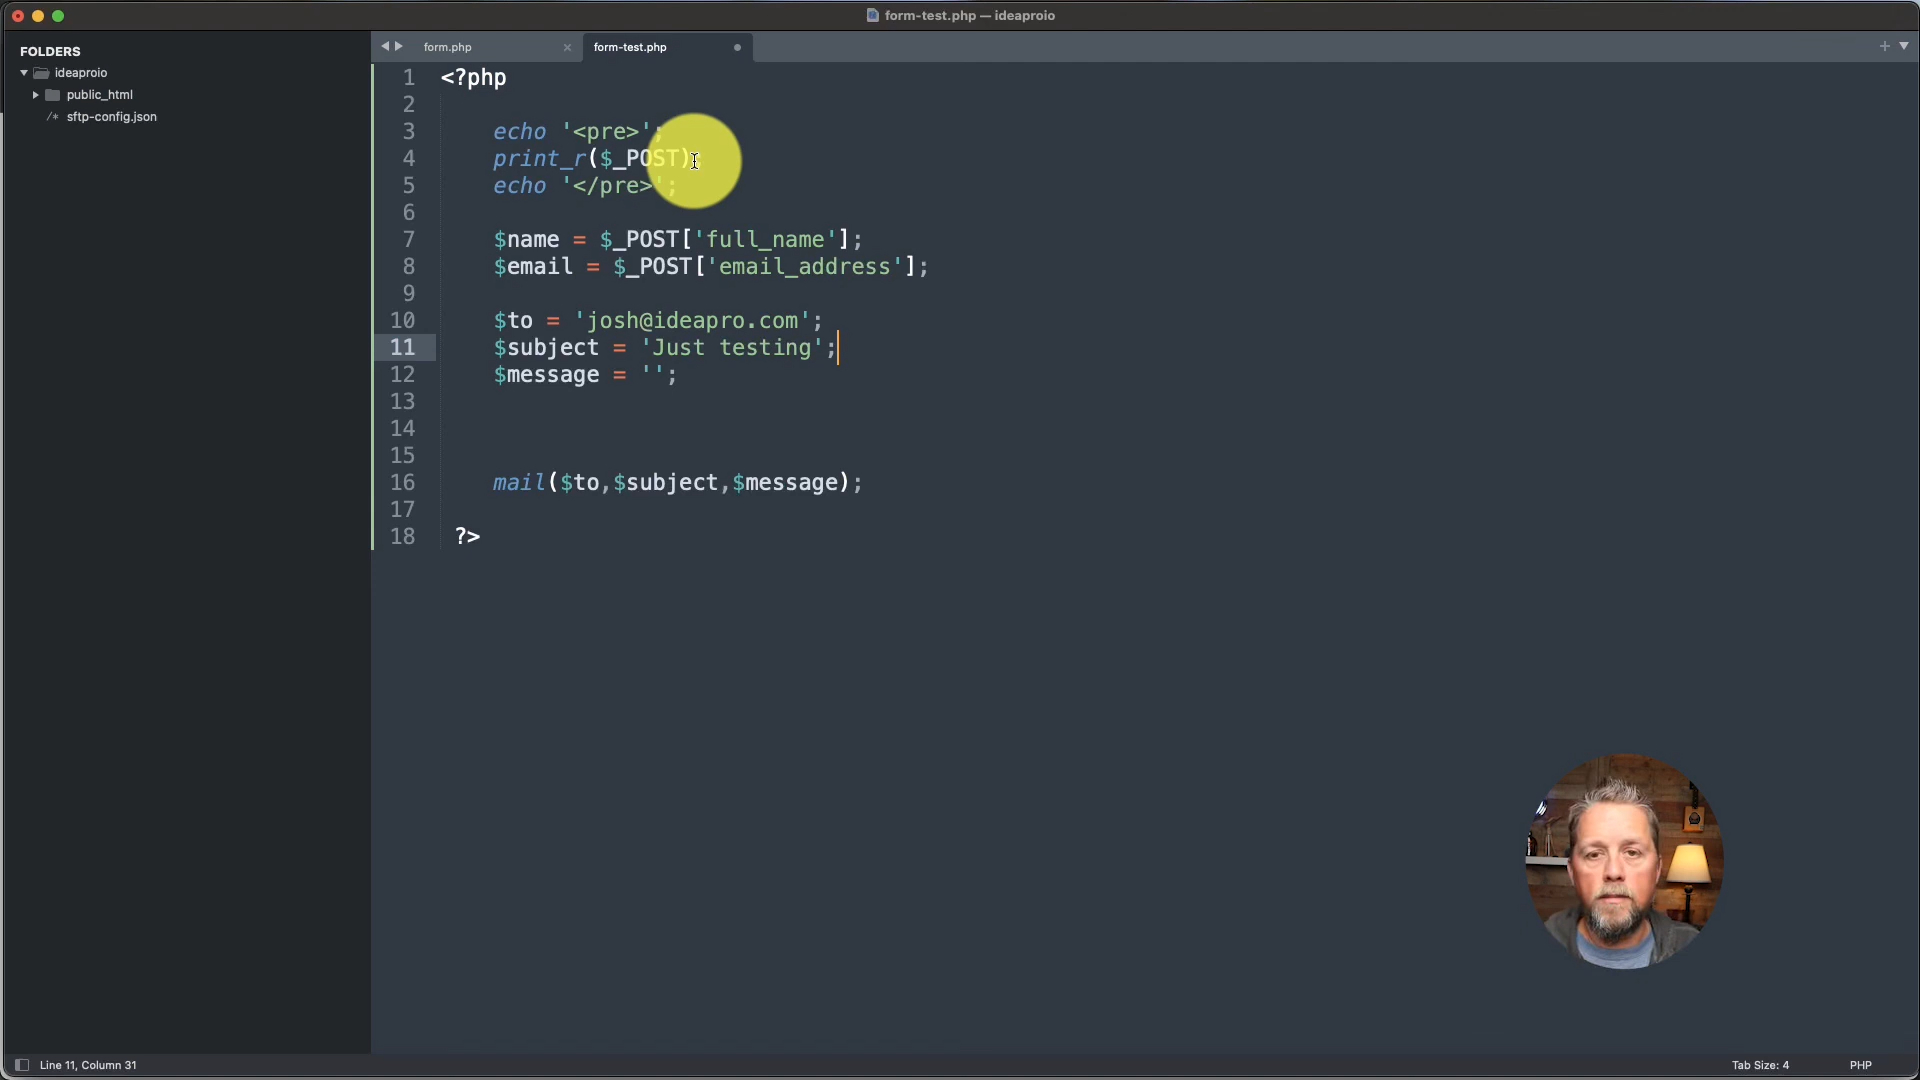 form-test.php — ideaproio
FOLDERS
ideaproio
public_html
/* sftp-config.json
form.php
form-test.php
1 <?php
2
3 echo '<pre>';
4 print_r($_POST);
5 echo '</pre>';
6
7 $name = $_POST['full_name'];
8 $email = $_POST['email_address'];
9
10 $to = 'josh@ideapro.com';
11 $subject = 'Just testing';
12 $message = '';
13
14
15
16 mail($to,$subject,$message);
17
18 ?>
Line 11, Column 31
Tab Size: 4
PHP